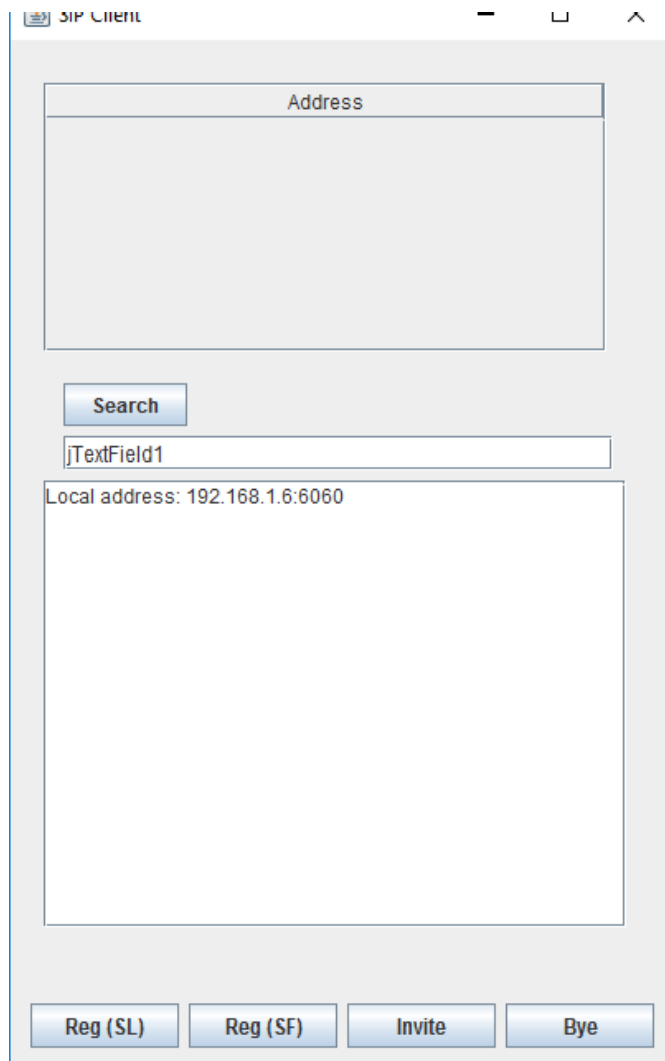 SIP Client
Address
Search
jTextField1
Local address: 192.168.1.6:6060
Reg (SL) Reg (SF) Invite Bye